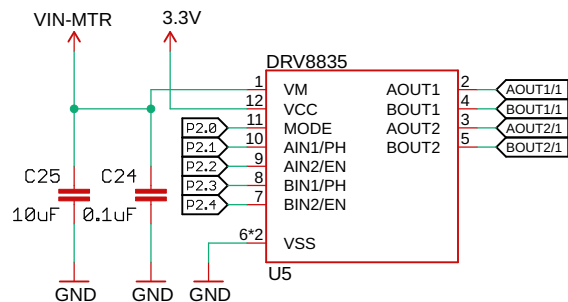 VIN-MTR 3.3V
DRV8835
1 VM AOUT1 2 AOUT1/1
12 VCC BOUT1 4 BOUT1/1
P2.0 11 MODE AOUT2 3 AOUT2/1
P2.1 10 AIN1/PH BOUT2 5 BOUT2/1
P2.2 9 AIN2/EN
P2.3 8 BIN1/PH
P2.4 7 BIN2/EN
C25 C24
10uF 0.1uF
6*2 VSS
U5
GND GND GND